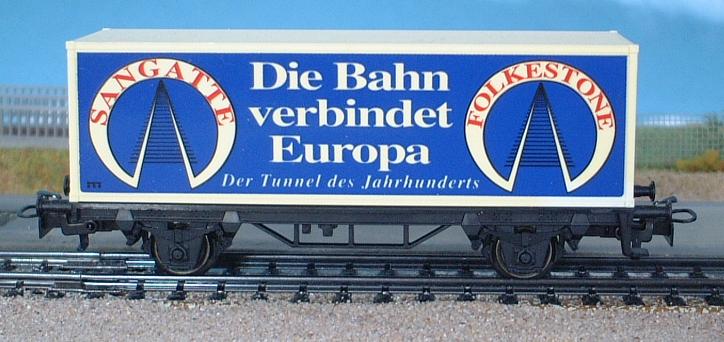 SANGATTE
Die Bahn
verbindet
Europa
Der Tunnel des Jahrhunderts
FOLKESTONE